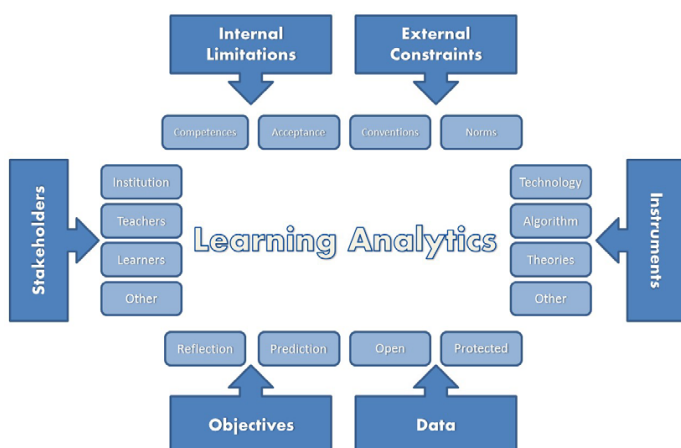 Internal
Limitations
External
Constraints
Competences
Acceptance
Conventions
Norms
Stakeholders
Institution
Teachers
Learners
Other
Learning Analytics
Technology
Algorithm
Theories
Other
Instruments
Reflection
Prediction
Open
Protected
Objectives
Data